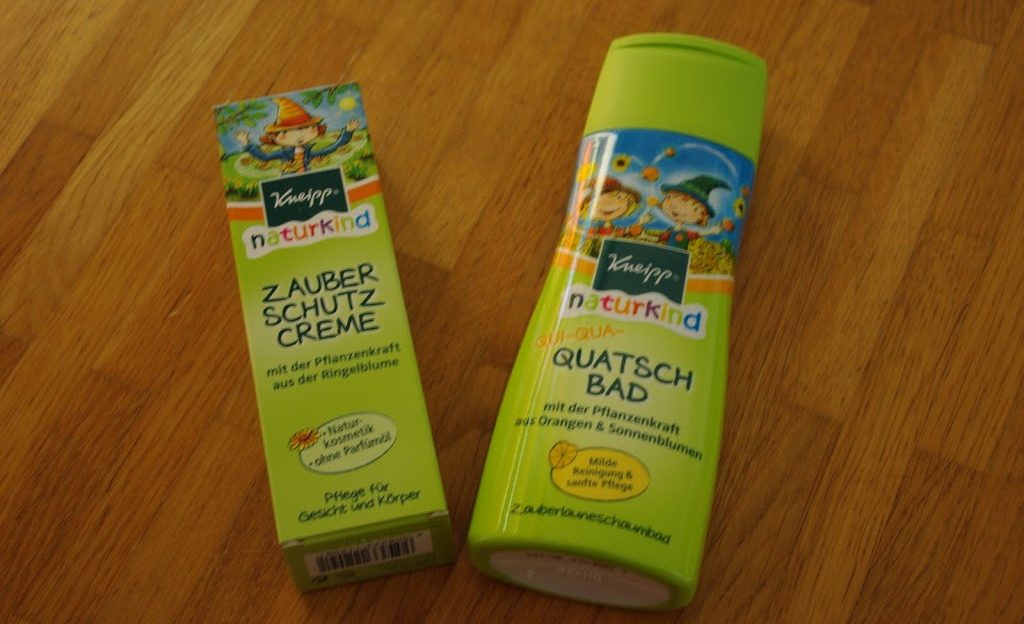 Kneipp®
naturkind
ZAUBER
SCHUTZ
CREME
mit der Pflanzenkraft
aus der Ringelblume
• Natur-
kosmetik
• ohne Parfümöl
Pflege für
Gesicht und Körper
Kneipp®
naturkind
QUI-QUA-
QUATSCH
BAD
mit der Pflanzenkraft
aus Orangen & Sonnenblumen
Milde
Reinigung &
sanfte Pflege
Zauberlauneschaumbad